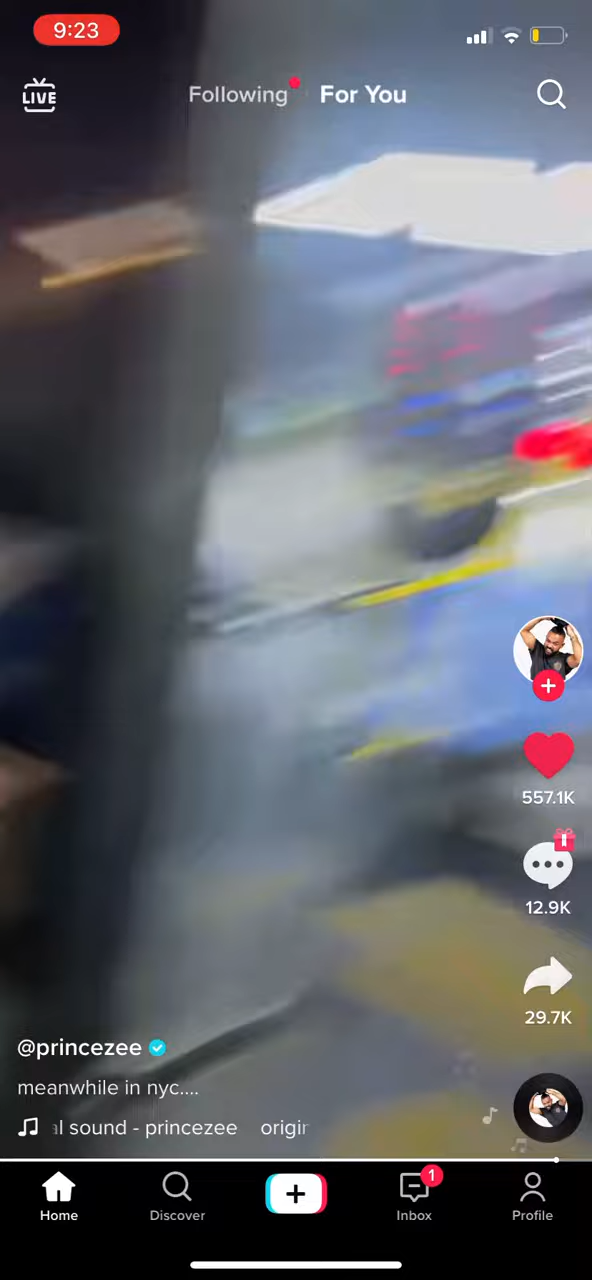 9:23
LIVE
Following
For You
557.1K
12.9K
29.7K
@princezee
meanwhile in nyc....
al sound - princezee origin
1
Home
Discover
Inbox
Profile